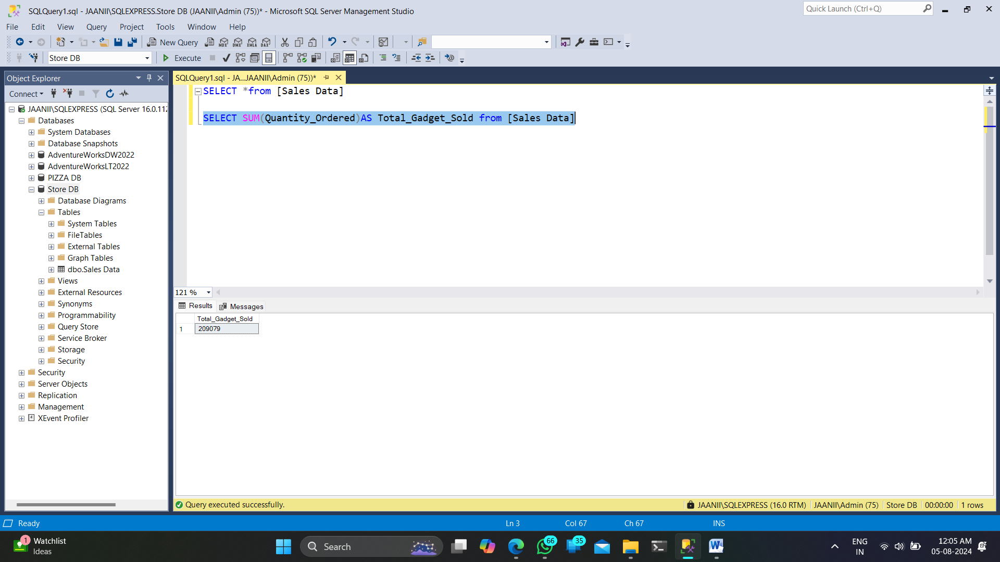 SQLQuery1.sql - JAANII\SQLEXPRESS.Store DB (JAANII\Admin (75))* - Microsoft SQL Server Management Studio
Quick Launch (Ctrl+Q)
File Edit View Query Project Tools Window Help
New Query MDX DMX XMLA DAX
Store DB Execute
Object Explorer
SQLQuery1.sql - JA...JAANII\Admin (75))*
Connect
JAANII\SQLEXPRESS (SQL Server 16.0.112
Databases
System Databases
Database Snapshots
AdventureWorksDW2022
AdventureWorksLT2022
PIZZA DB
Store DB
Database Diagrams
Tables
System Tables
FileTables
External Tables
Graph Tables
dbo.Sales Data
Views
External Resources
Synonyms
Programmability
Query Store
Service Broker
Storage
Security
Security
Server Objects
Replication
Management
XEvent Profiler
SELECT *from [Sales Data]
SELECT SUM(Quantity_Ordered)AS Total_Gadget_Sold from [Sales Data]
121 %
Results Messages
Total_Gadget_Sold
1 209079
Query executed successfully.
JAANII\SQLEXPRESS (16.0 RTM) JAANII\Admin (75) Store DB 00:00:00 1 rows
Ready Ln 3 Col 67 Ch 67 INS
1 Watchlist
Ideas
Search
66
35
ENG
IN
12:05 AM
05-08-2024